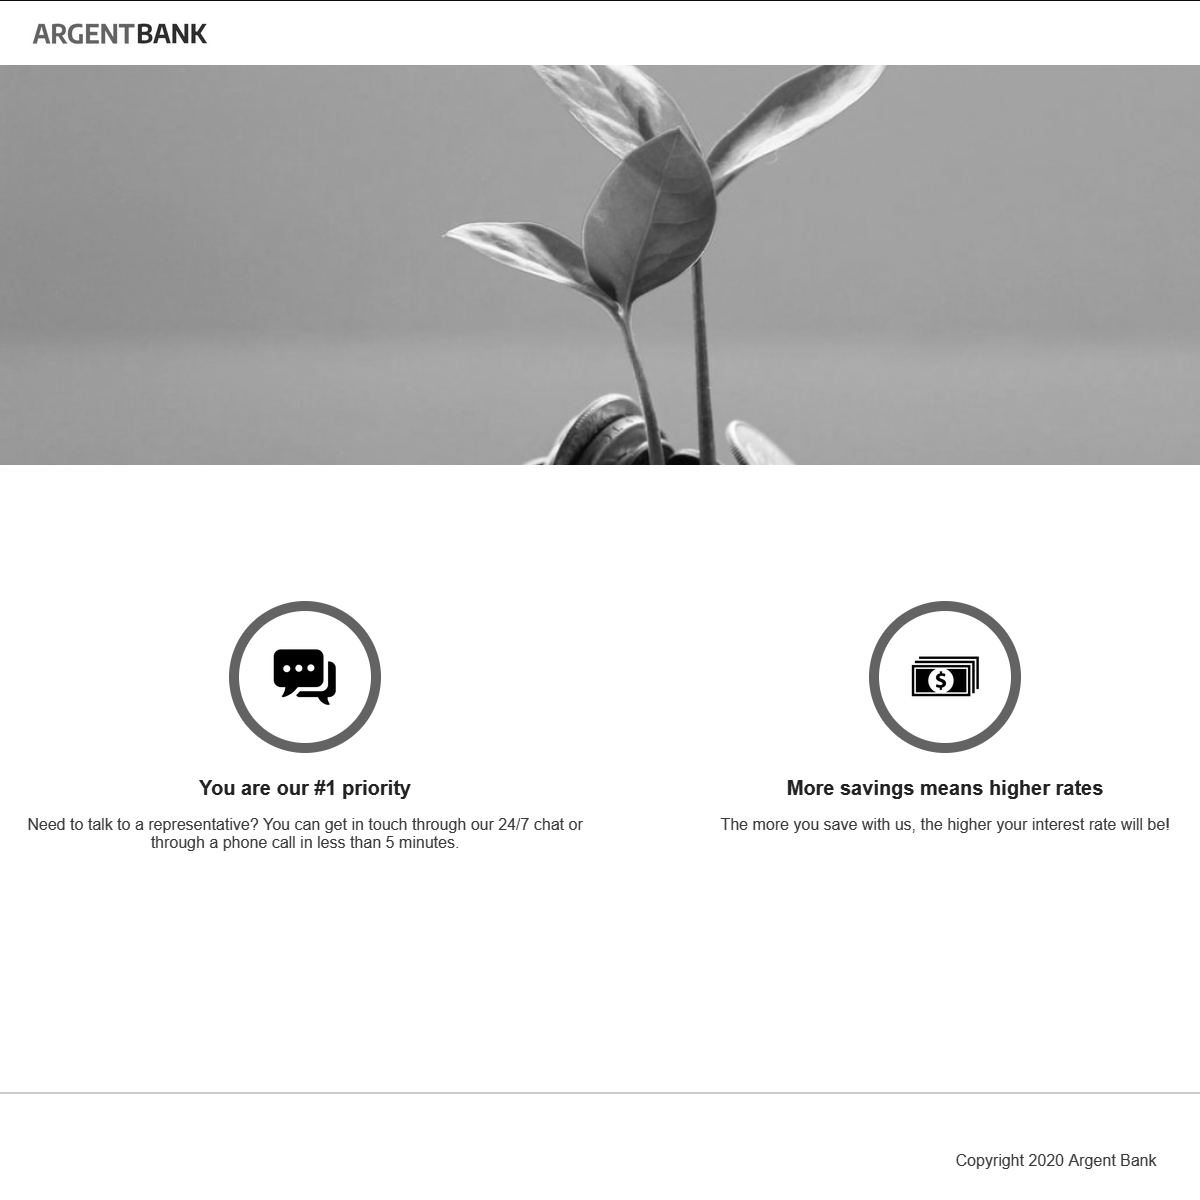 ARGENTBANK
You are our #1 priority
Need to talk to a representative? You can get in touch through our 24/7 chat or
through a phone call in less than 5 minutes.
More savings means higher rates
The more you save with us, the higher your interest rate will be!
Copyright 2020 Argent Bank